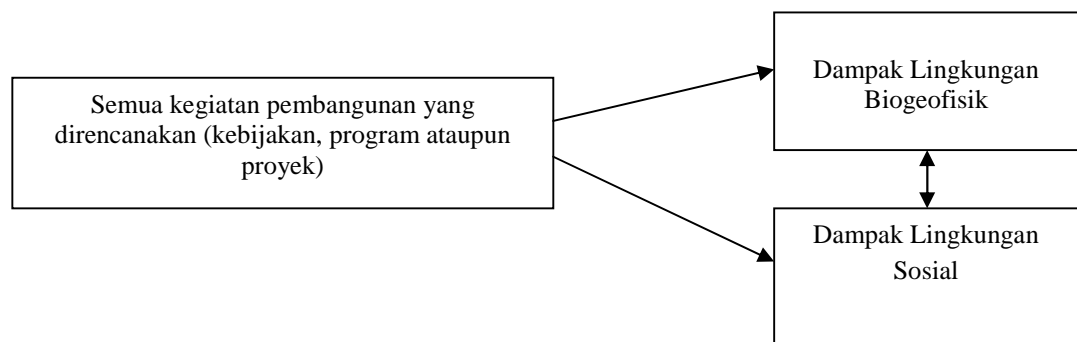 Semua kegiatan pembangunan yang
direncanakan (kebijakan, program ataupun
proyek)
Dampak Lingkungan
Biogeofisik
Dampak Lingkungan
Sosial